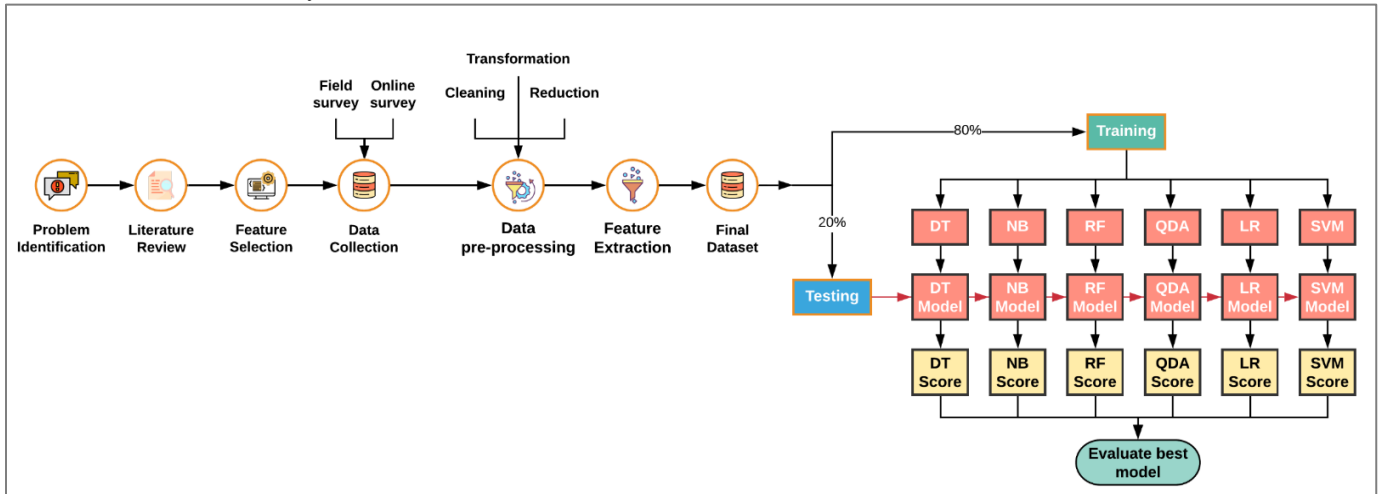 Transformation
Field
survey
Online
survey
Cleaning
Reduction
80%
Training
Problem
Identification
Literature
Review
Feature
Selection
Data
Collection
Data
pre-processing
Feature
Extraction
Final
Dataset
20%
Testing
DT
NB
RF
QDA
LR
SVM
DT
Model
NB
Model
RF
Model
QDA
Model
LR
Model
SVM
Model
DT
Score
NB
Score
RF
Score
QDA
Score
LR
Score
SVM
Score
Evaluate best
model